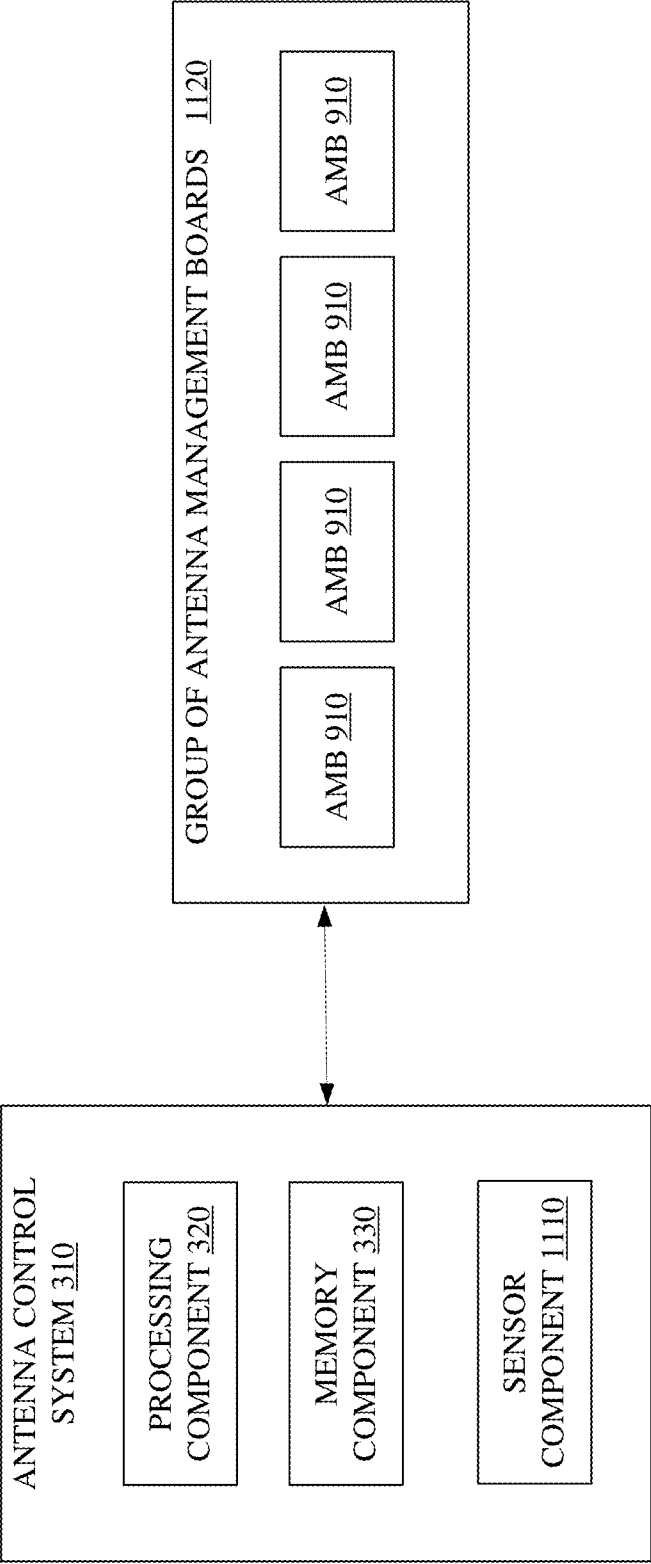 ANTENNA CONTROL
SYSTEM 310
PROCESSING
COMPONENT 320
MEMORY
COMPONENT 330
SENSOR
COMPONENT 1110
GROUP OF ANTENNA MANAGEMENT BOARDS 1120
AMB 910
AMB 910
AMB 910
AMB 910